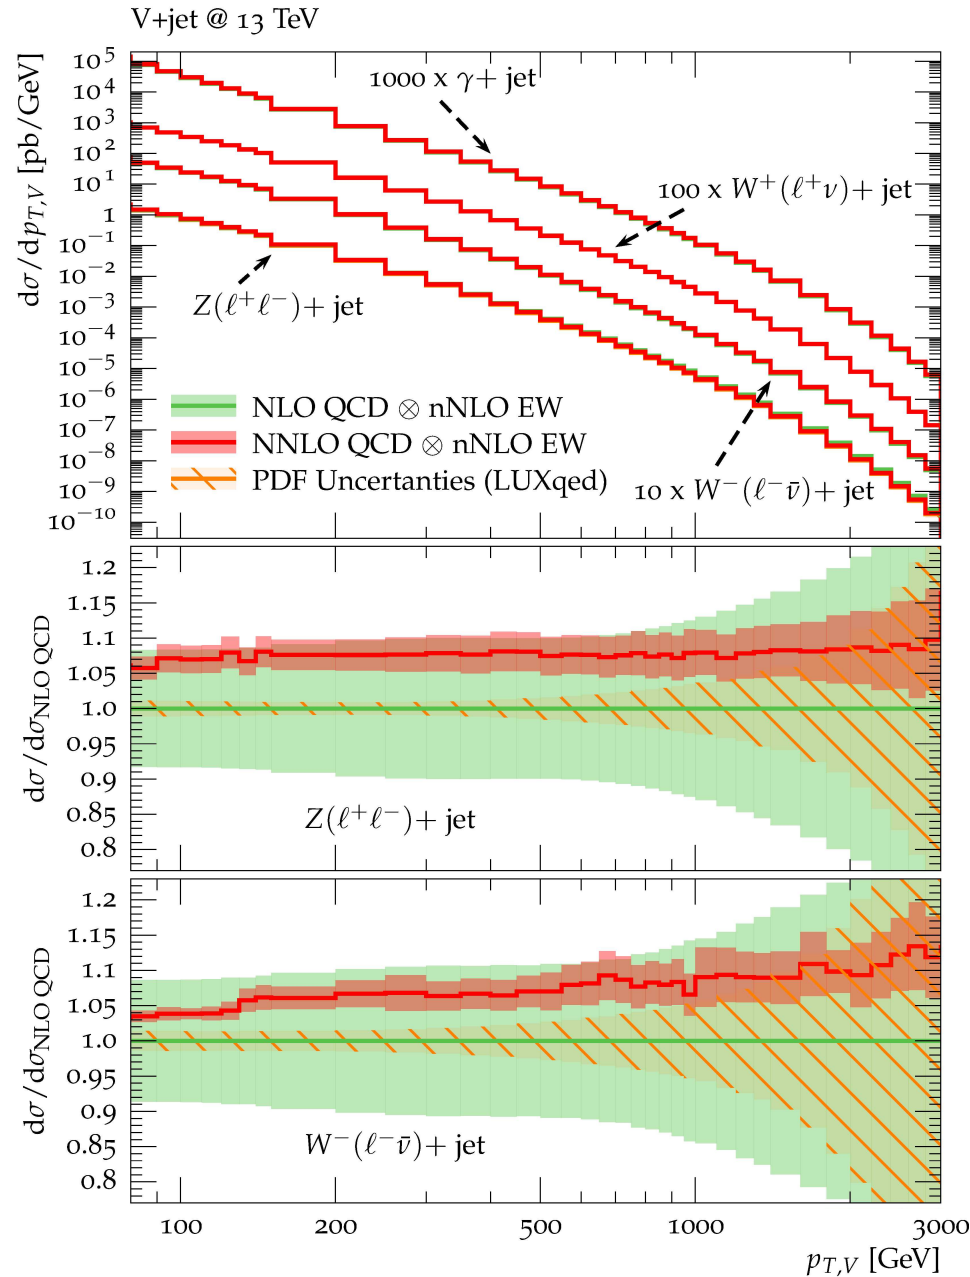 V+jet @ 13 TeV
dσ/dp_{T,V} [pb/GeV]
10^5
10^4
10^3
10^2
10^1
1
10^{-1}
10^{-2}
10^{-3}
10^{-4}
10^{-5}
10^{-6}
10^{-7}
10^{-8}
10^{-9}
10^{-10}
1000 x γ+ jet
100 x W^+(ℓ^+ν)+ jet
Z(ℓ^+ℓ^-)+ jet
NLO QCD ⊗ nNLO EW
NNLO QCD ⊗ nNLO EW
PDF Uncertanties (LUXqed)
10 x W^-(ℓ^-ν̄)+ jet
dσ/dσ_{NLO QCD}
1.2
1.15
1.1
1.05
1.0
0.95
0.9
0.85
0.8
Z(ℓ^+ℓ^-)+ jet
dσ/dσ_{NLO QCD}
1.2
1.15
1.1
1.05
1.0
0.95
0.9
0.85
0.8
W^-(ℓ^-ν̄)+ jet
100 200 500 1000 3000
p_{T,V} [GeV]